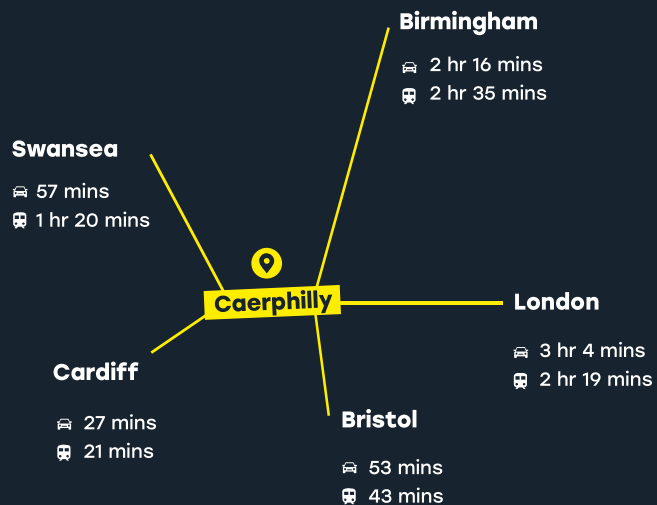 Birmingham
2 hr 16 mins
2 hr 35 mins
Swansea
57 mins
1 hr 20 mins
Caerphilly
London
3 hr 4 mins
2 hr 19 mins
Cardiff
27 mins
21 mins
Bristol
53 mins
43 mins